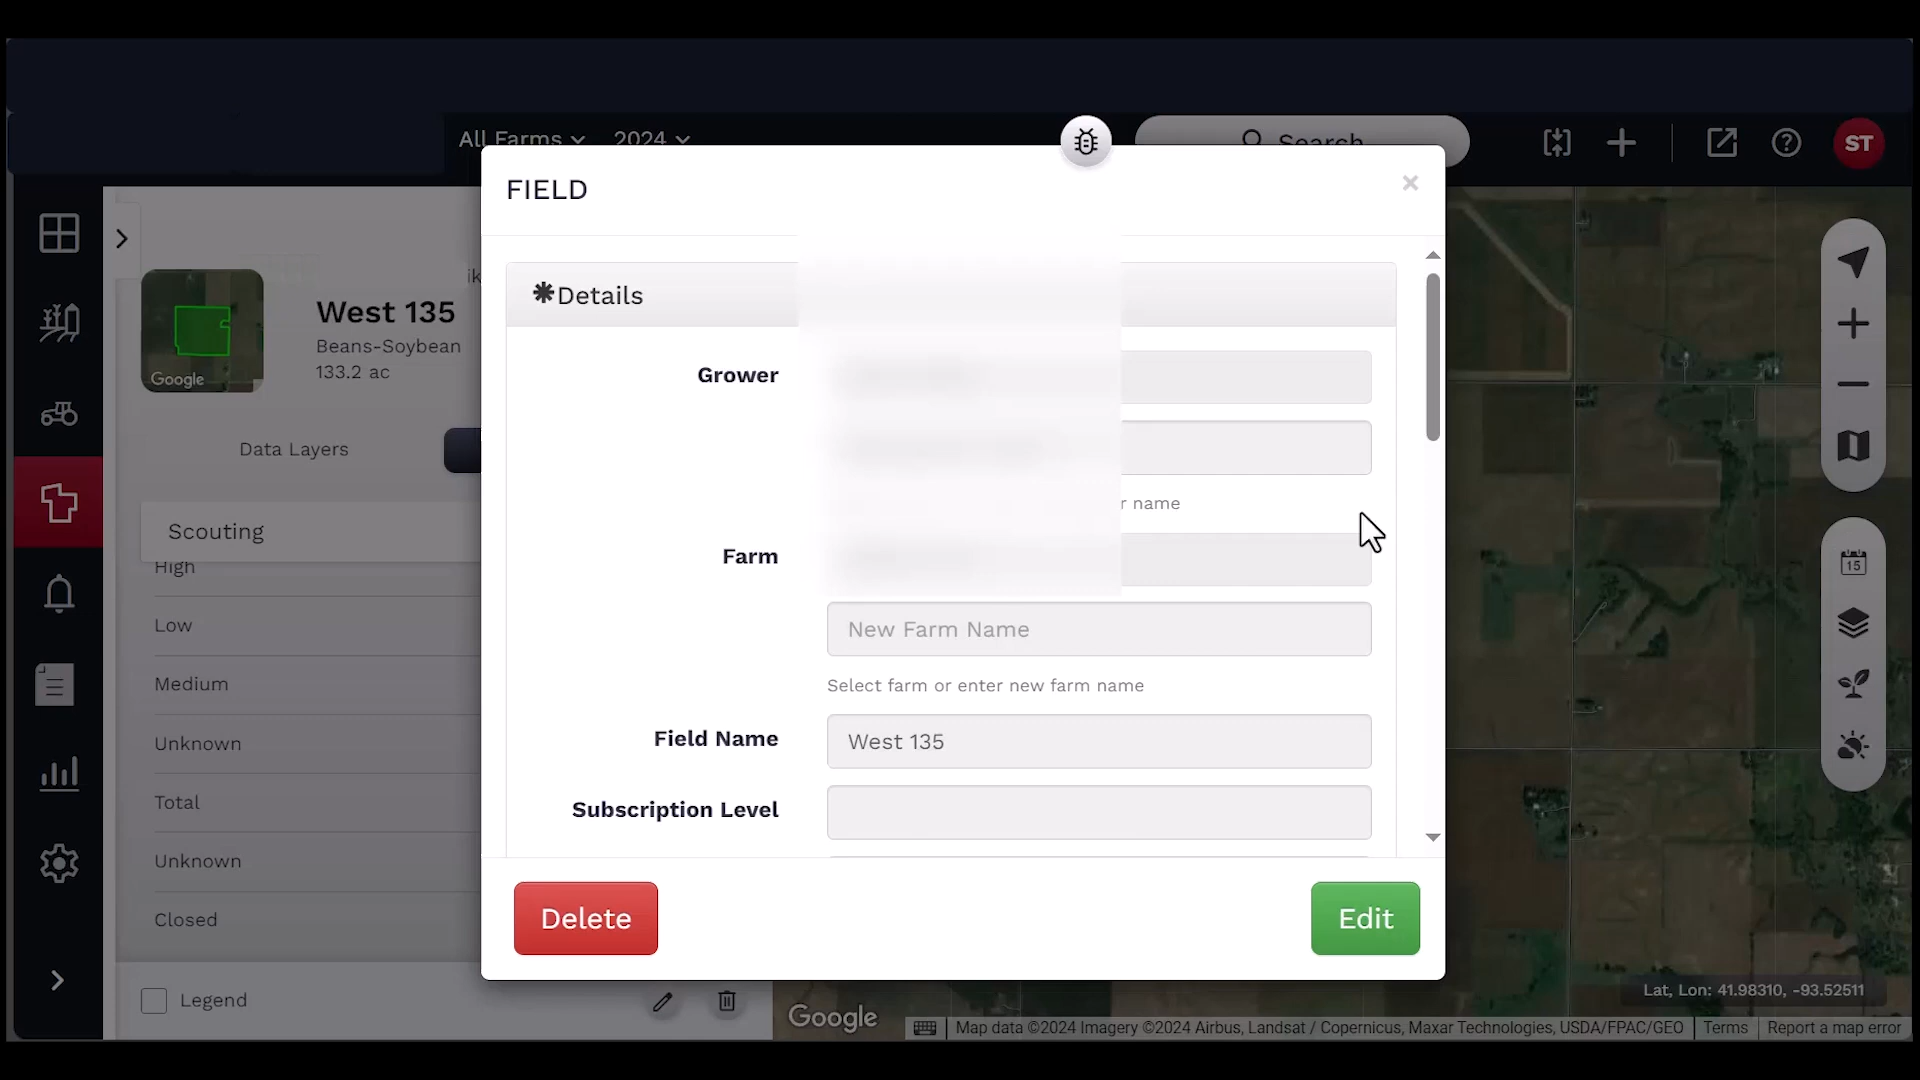 All Farms 2024
Search
ST
FIELD
×
West 135
Beans-Soybean
133.2 ac
Google
Data Layers
Scouting
High
Low
Medium
Unknown
Total
Unknown
Closed
Legend
✱Details
Grower
name
Farm
New Farm Name
Select farm or enter new farm name
Field Name
West 135
Subscription Level
Delete
Edit
15
Lat, Lon: 41.98310, -93.52511
Google
Map data ©2024 Imagery ©2024 Airbus, Landsat / Copernicus, Maxar Technologies, USDA/FPAC/GEO
Terms
Report a map error